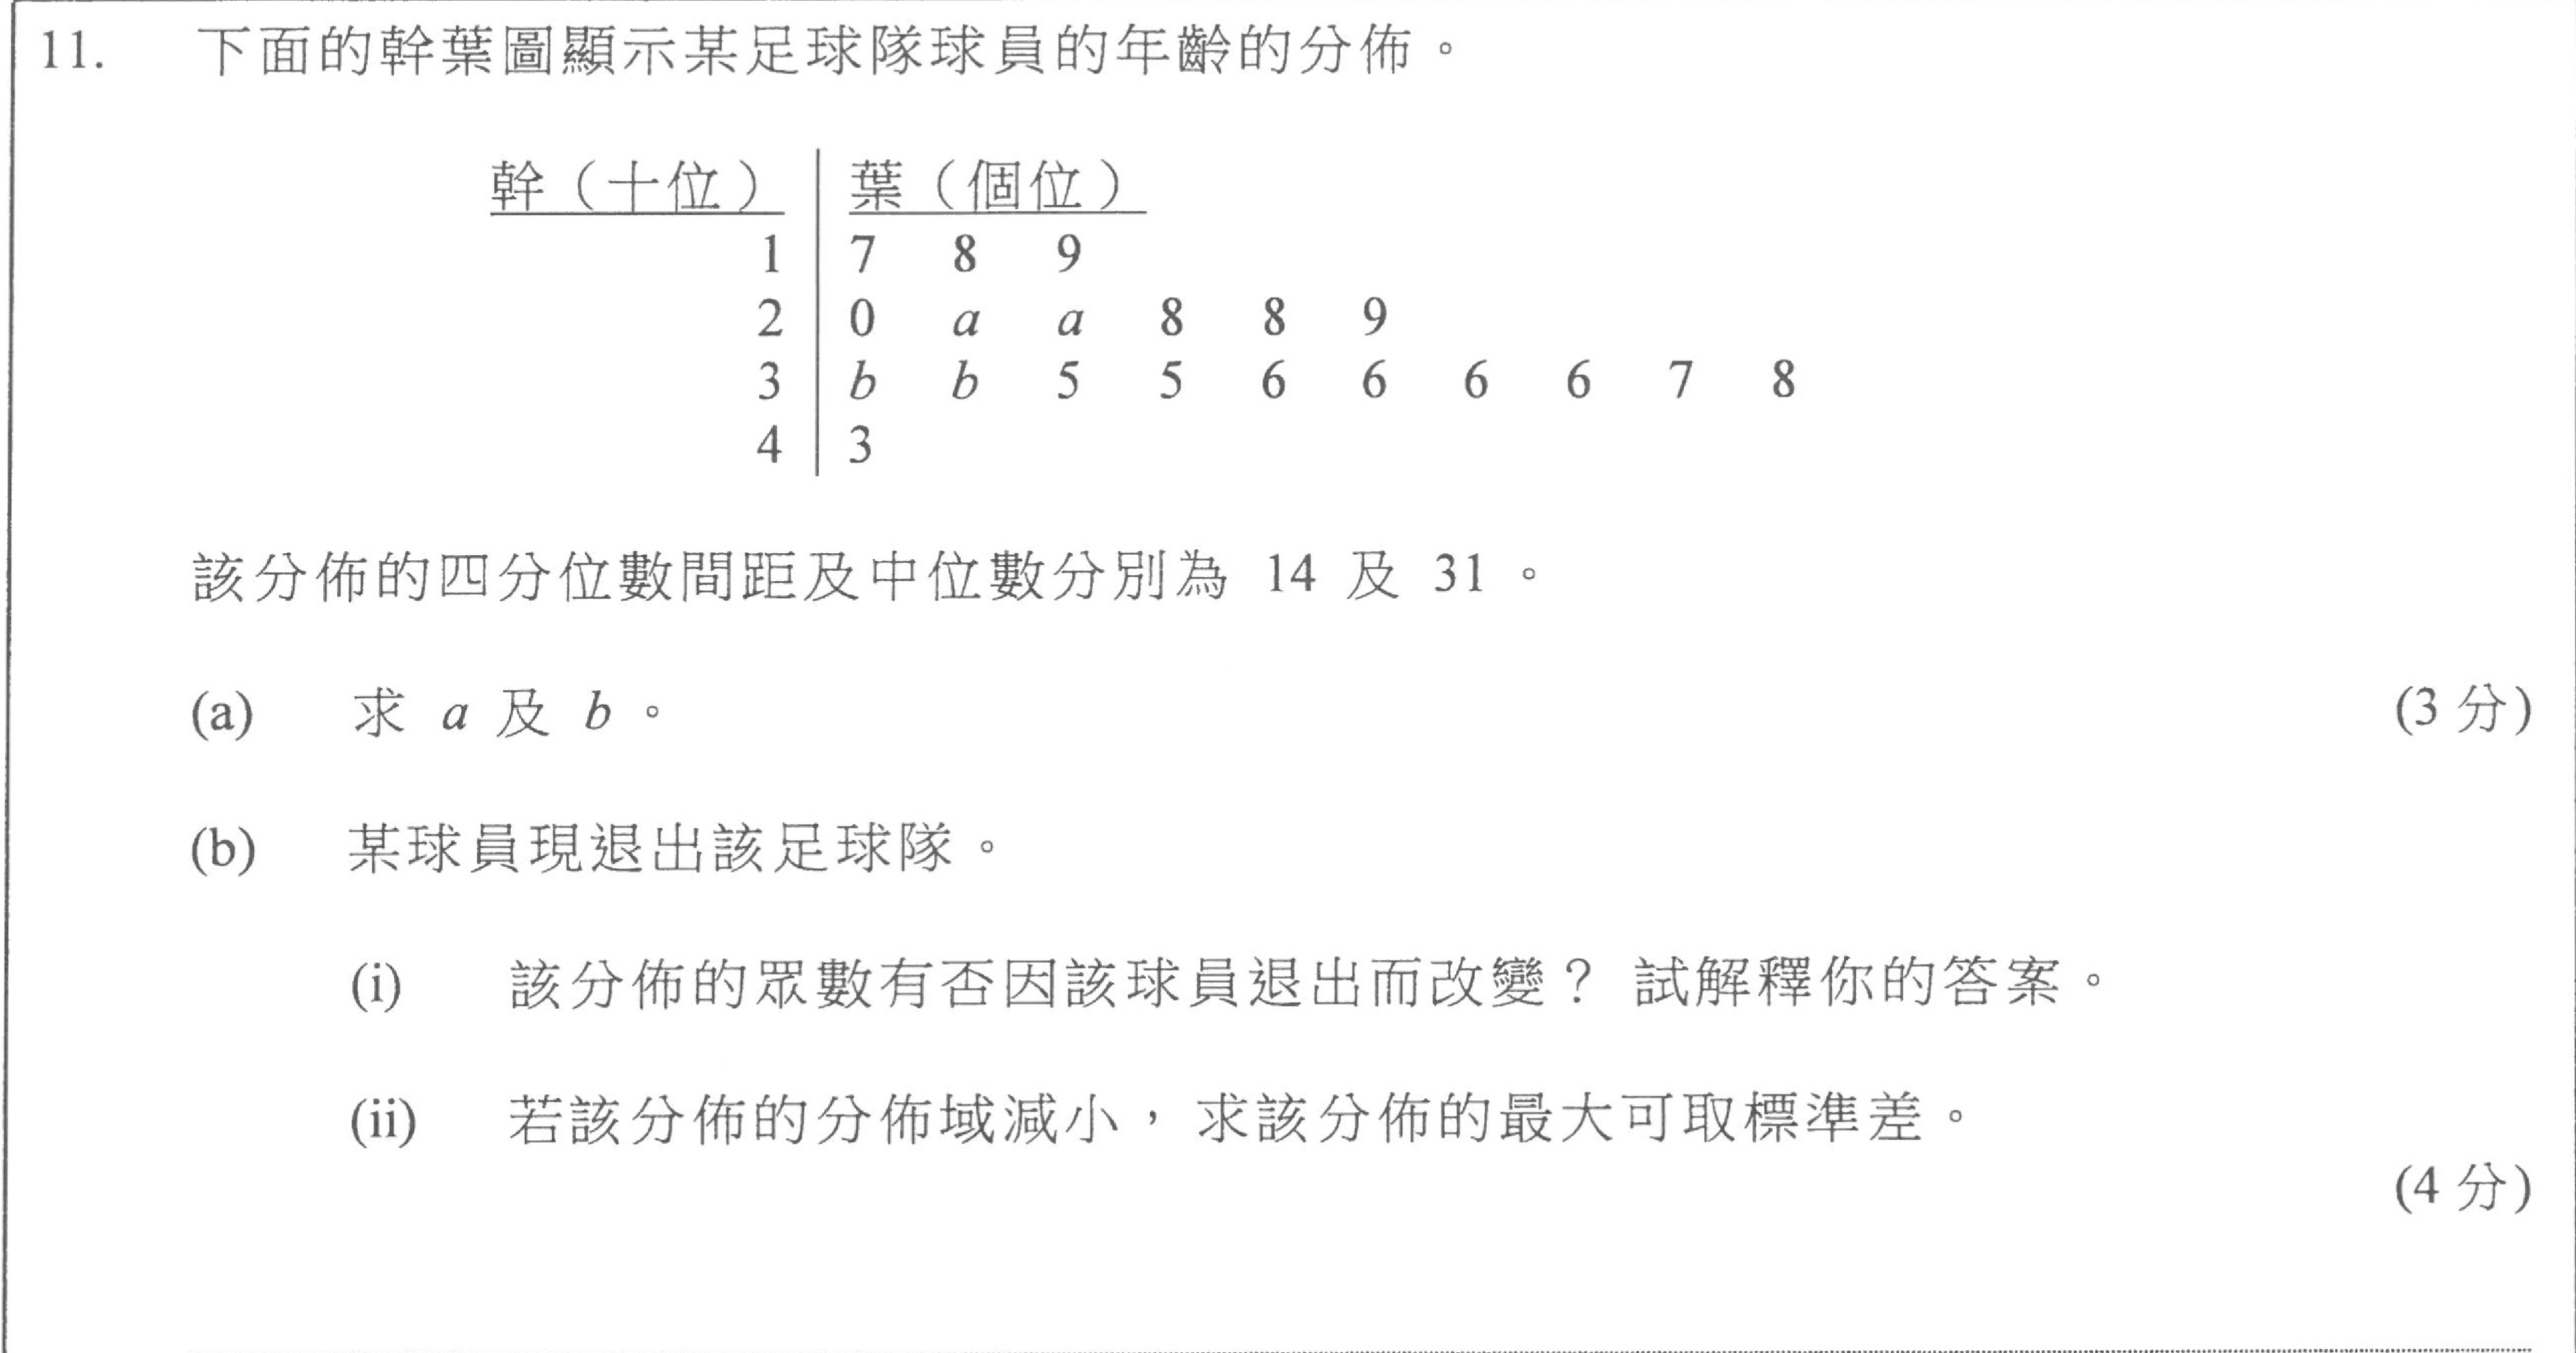 11. 下面的幹葉圖顯示某足球隊球員的年齡的分佈。
幹（十位） 葉（個位）
1 7 8 9
2 0 a a 8 8 9
3 b b 5 5 6 6 6 6 7 8
4 3
該分佈的四分位數間距及中位數分別為 14 及 31 。
(a) 求 a 及 b 。 (3 分)
(b) 某球員現退出該足球隊。
(i) 該分佈的眾數有否因該球員退出而改變？ 試解釋你的答案。
(ii) 若該分佈的分佈域減小，求該分佈的最大可取標準差。
(4 分)